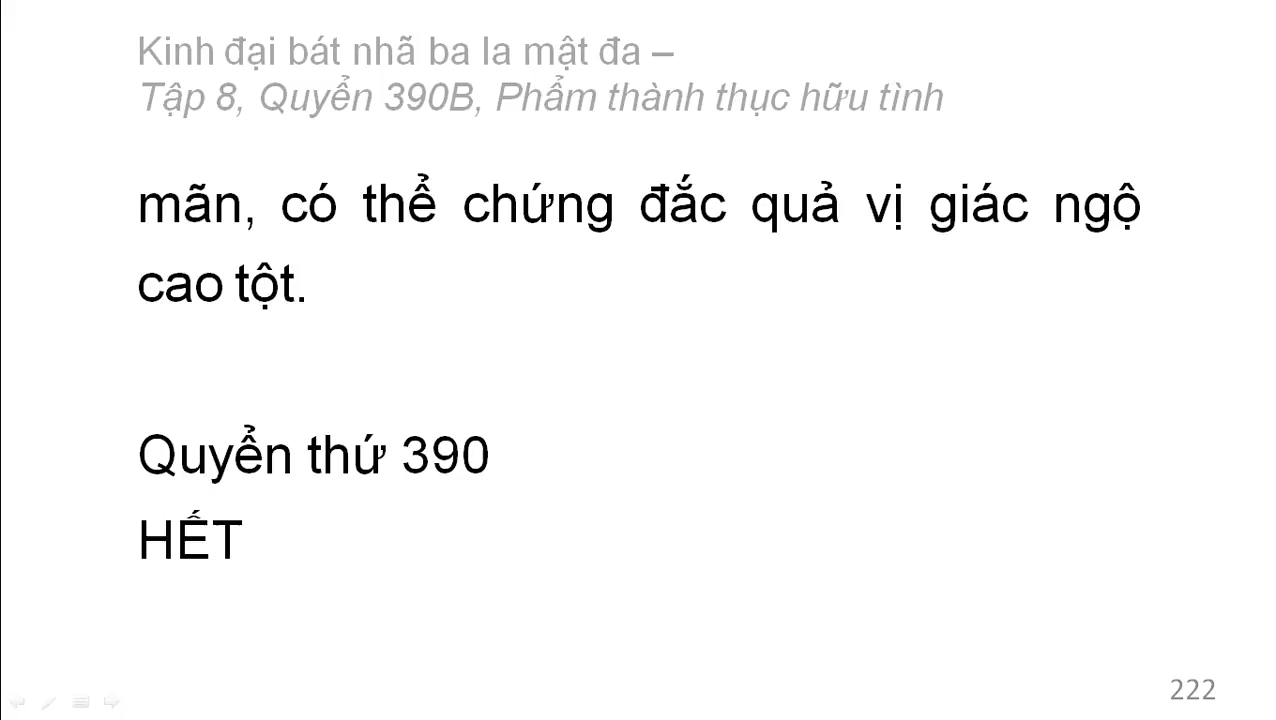 Kinh đại bát nhã ba la mật đa –
Tập 8, Quyển 390B, Phẩm thành thục hữu tình
mãn, có thể chứng đắc quả vị giác ngộ
cao tột.
Quyển thứ 390
HẾT
222